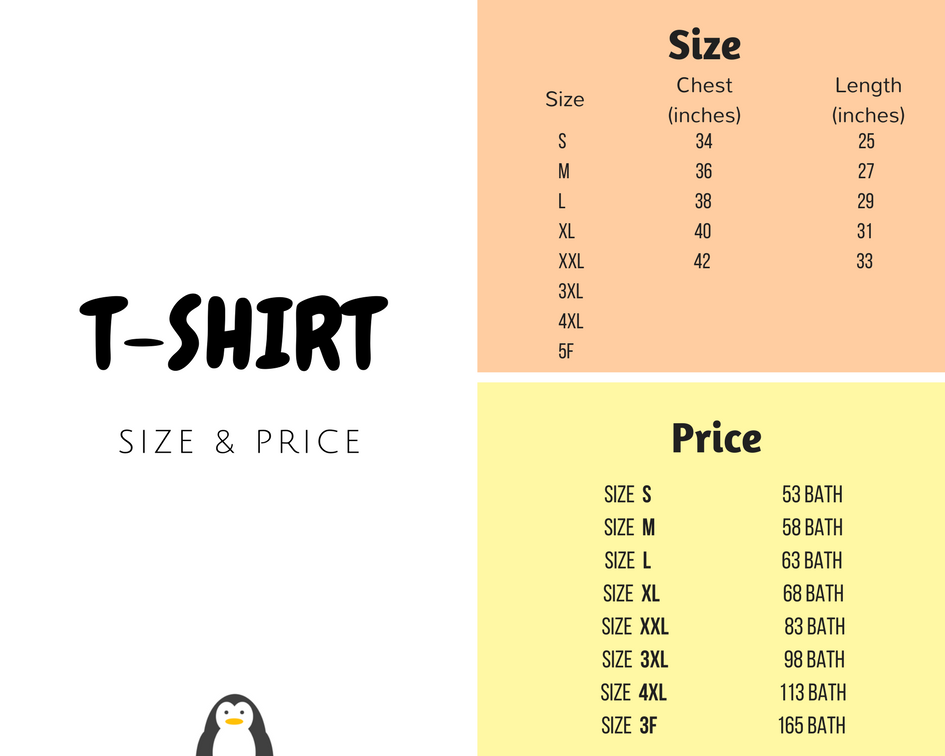 T-SHIRT
SIZE & PRICE
Size
Size Chest (inches) Length (inches)
S 34 25
M 36 27
L 38 29
XL 40 31
XXL 42 33
3XL
4XL
5F
Price
SIZE S 53 BATH
SIZE M 58 BATH
SIZE L 63 BATH
SIZE XL 68 BATH
SIZE XXL 83 BATH
SIZE 3XL 98 BATH
SIZE 4XL 113 BATH
SIZE 3F 165 BATH